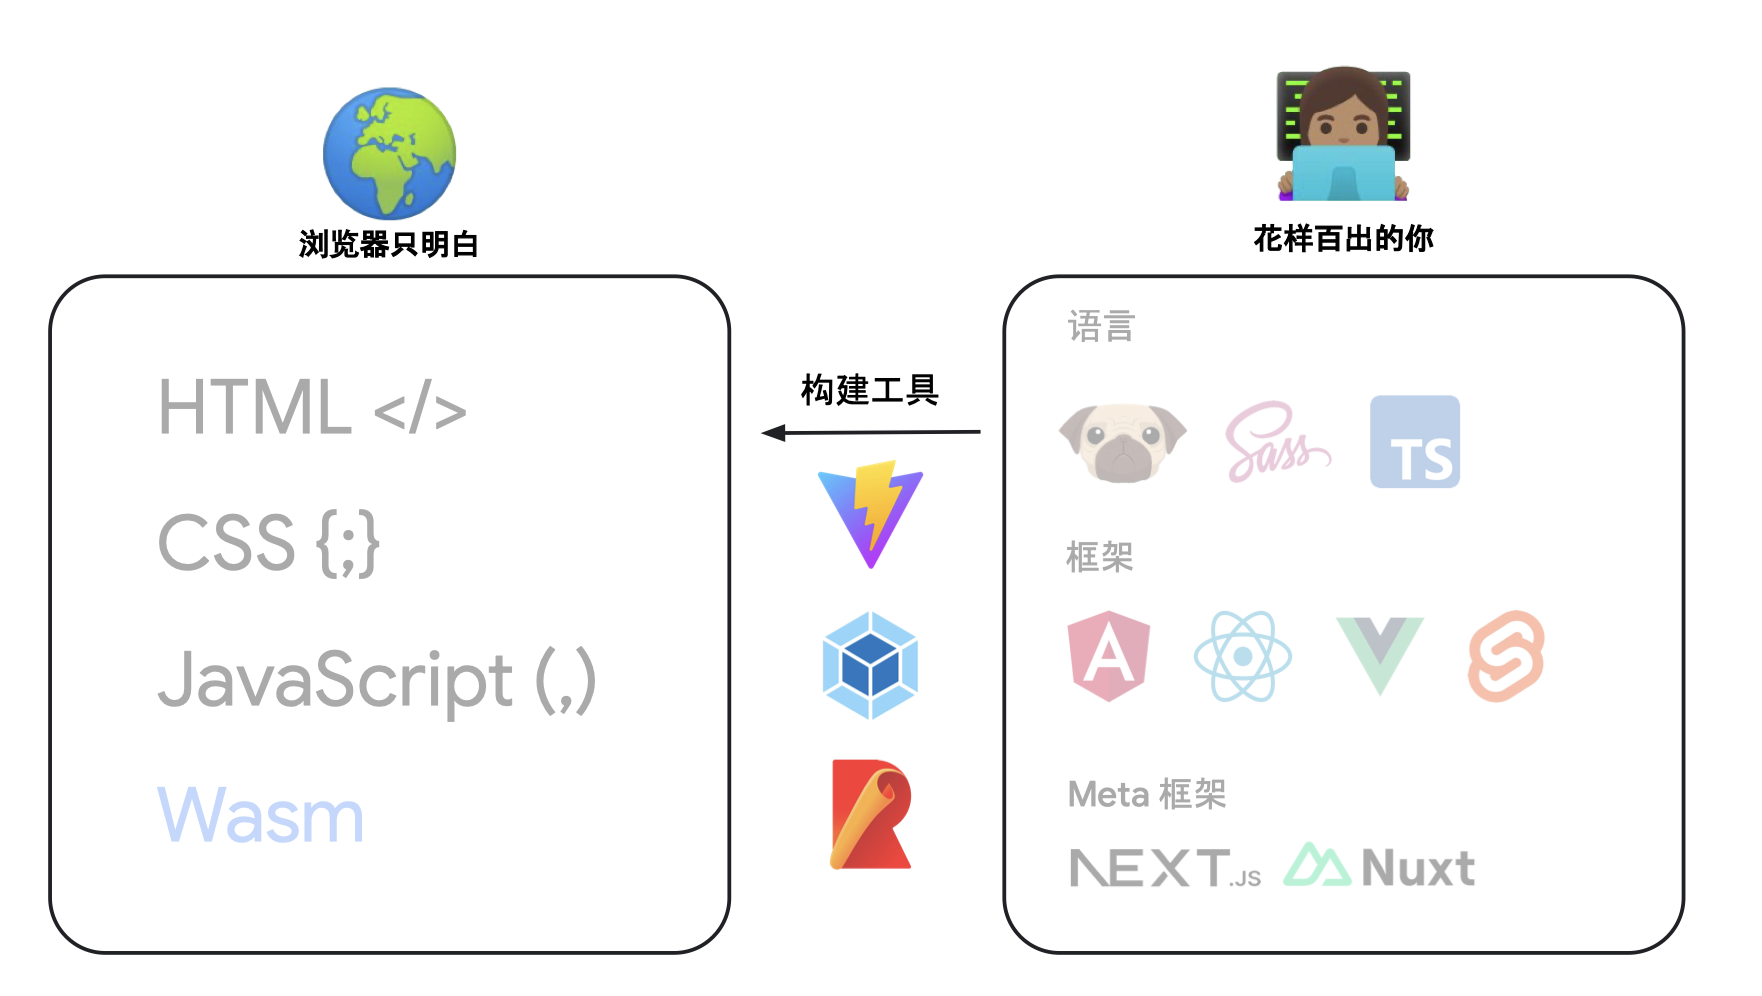 浏览器只明白
HTML </>
CSS {;}
JavaScript (,)
Wasm
构建工具
花样百出的你
语言
Sass
TS
框架
A
Meta 框架
NEXT.JS
Nuxt